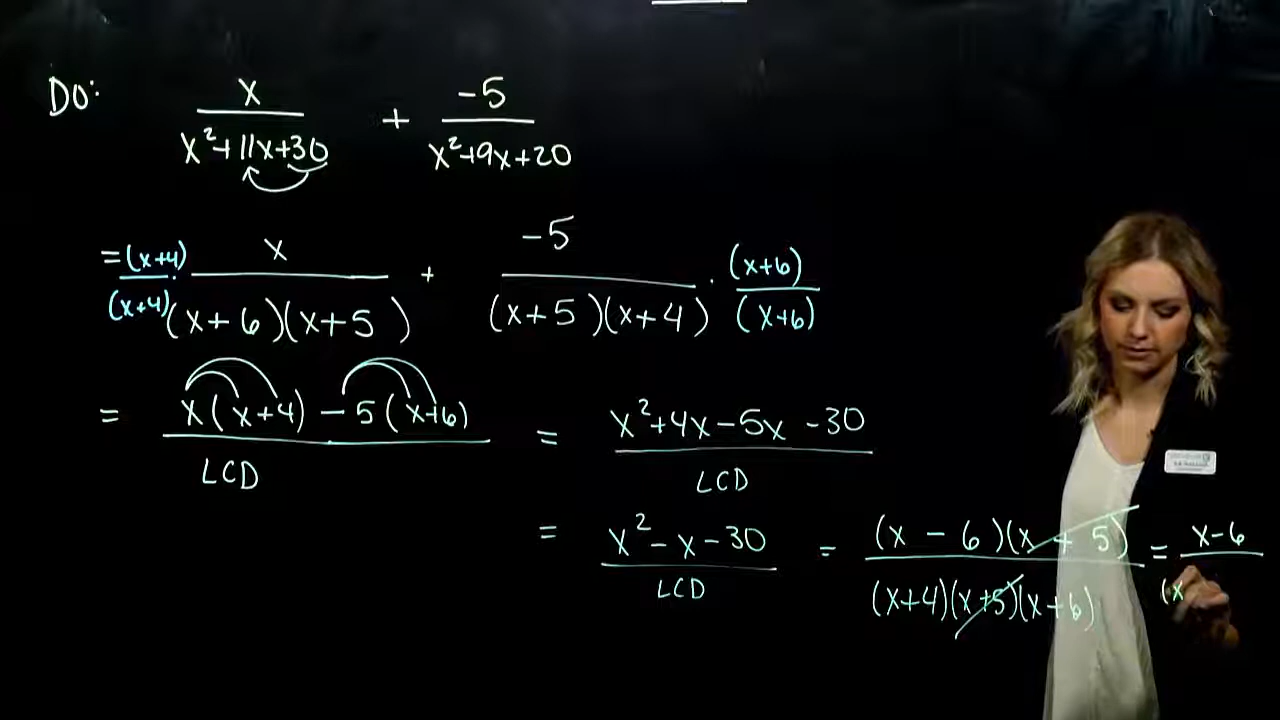 Do: x/(x²+11x+30) + -5/(x²+9x+20)
= (x+4)/(x+4) · x/((x+6)(x+5)) + -5/((x+5)(x+4)) · (x+6)/(x+6)
= (x(x+4) - 5(x+6))/LCD = (x²+4x-5x-30)/LCD
= (x²-x-30)/LCD = ((x-6)(x+5))/((x+4)(x+5)(x+6)) = (x-6)/(x